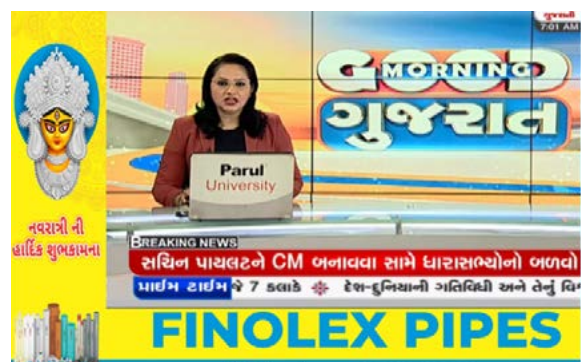 ગુજરાતી
7:01 AM
GOOD
MORNING
ગુજરાત
Parul
University
નવરાત્રી ની
હાર્દિક શુભકામના
BREAKING NEWS
સચિન પાયલટને CM બનાવવા સામે ધારાસભ્યોનો બળવો
પ્રાઈમ ટાઈમ જે 7 કલાકે દેશ-દુનિયાની ગતિવિધી અને તેનું
FINOLEX PIPES